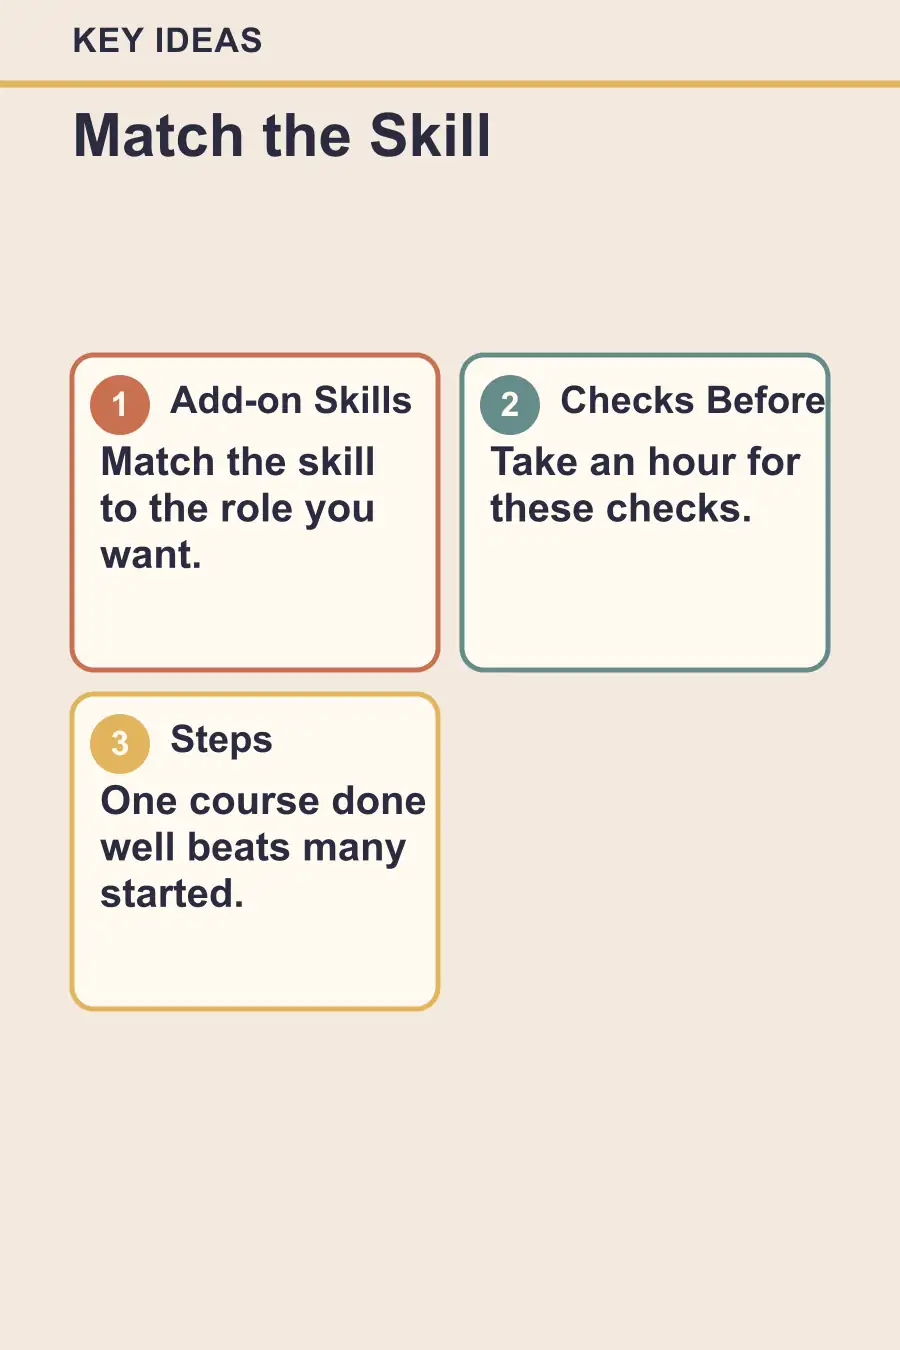 KEY IDEAS
Match the Skill
1 Add-on Skills
Match the skill
to the role you
want.
2 Checks Before
Take an hour for
these checks.
3 Steps
One course done
well beats many
started.